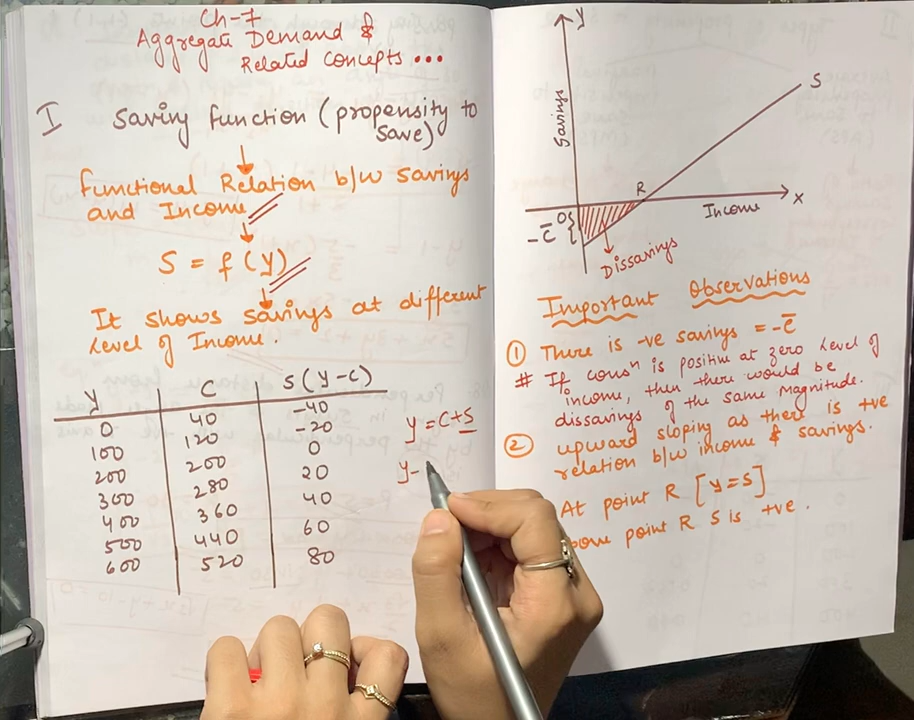 Ch-7
Aggregate Demand &
Related Concepts ...
I Saving function (propensity to
Save)
functional Relation b/w savings
and Income
S = f (Y)
It shows savings at different
Level of Income.
Y C S (Y-C)
0 40 -40
100 120 -20
200 200 0
300 280 20
400 360 40
500 440 60
600 520 80
y = C+S
y-
Y
Savings
S
R
O
Income X
-C̅
Dissavings
Important Observations
① There is -ve savings = -C̅
# If consⁿ is positive at zero Level of
income, then there would be
dissavings of the same Magnitude.
② upward sloping as there is +ve
relation b/w income & savings.
At point R [Y=S]
point R S is +ve.